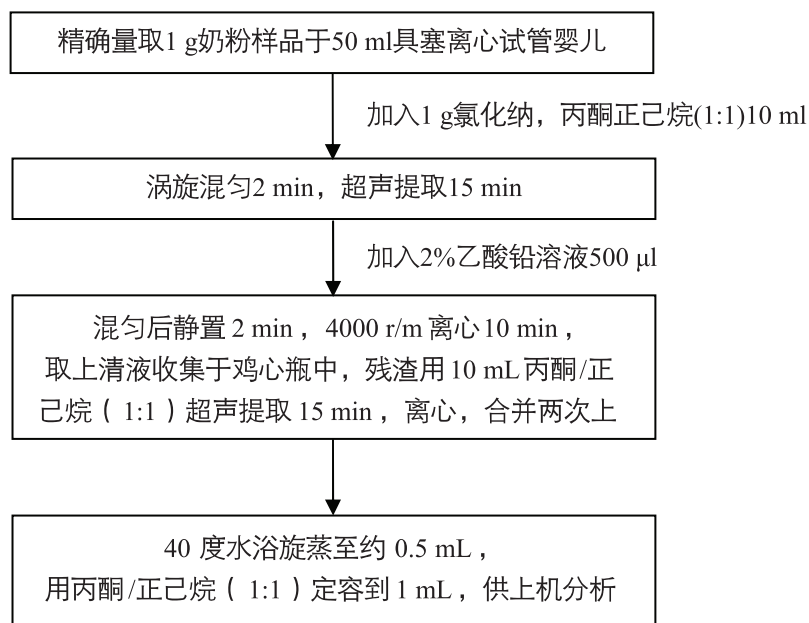 精确量取1 g奶粉样品于50 ml具塞离心试管婴儿
加入1 g氯化纳，丙酮正己烷(1:1)10 ml
涡旋混匀2 min，超声提取15 min
加入2%乙酸铅溶液500 μl
混匀后静置 2 min，4000 r/m 离心 10 min，
取上清液收集于鸡心瓶中，残渣用 10 mL 丙酮/正
己烷（1:1）超声提取 15 min，离心，合并两次上
40 度水浴旋蒸至约 0.5 mL，
用丙酮/正己烷（1:1）定容到 1 mL，供上机分析